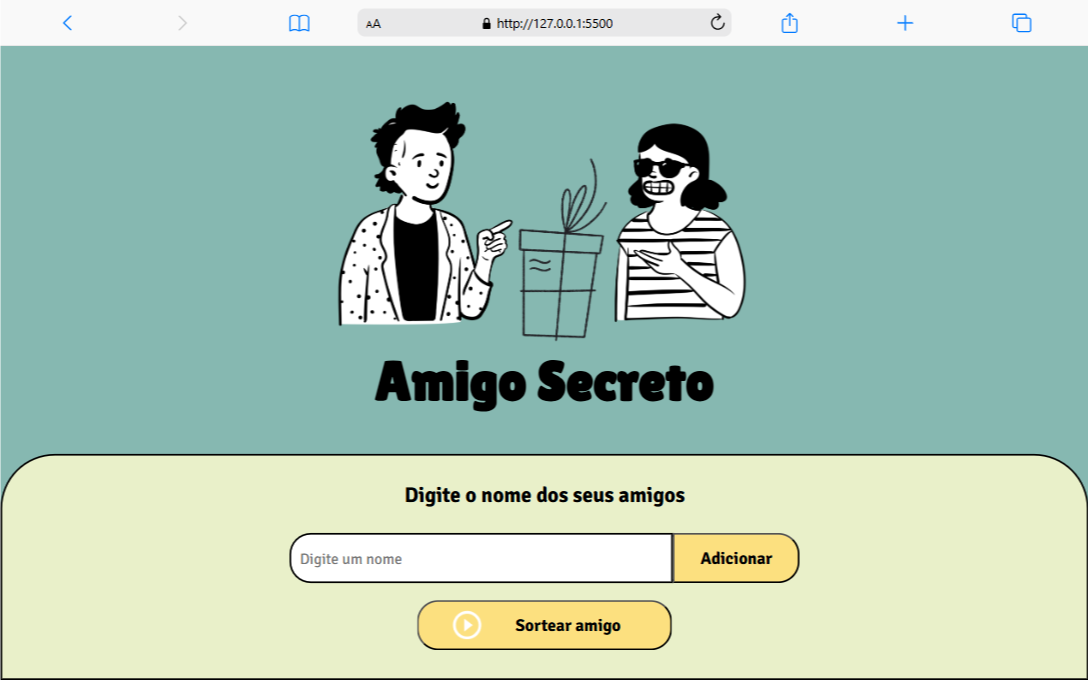 AA
http://127.0.0.1:5500
Amigo Secreto
Digite o nome dos seus amigos
Digite um nome
Adicionar
Sortear amigo